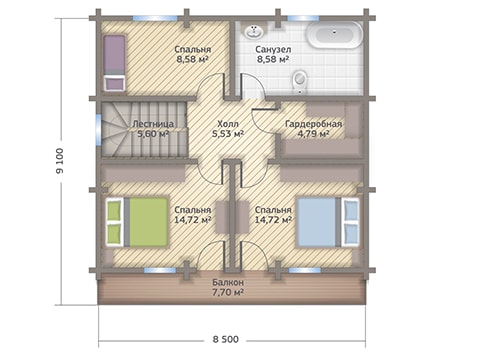 Спальня
8,58 м²
Санузел
8,58 м²
Лестница
5,60 м²
Холл
5,53 м²
Гардеробная
4,79 м²
9 100
Спальня
14,72 м²
Спальня
14,72 м²
Балкон
7,70 м²
8 500